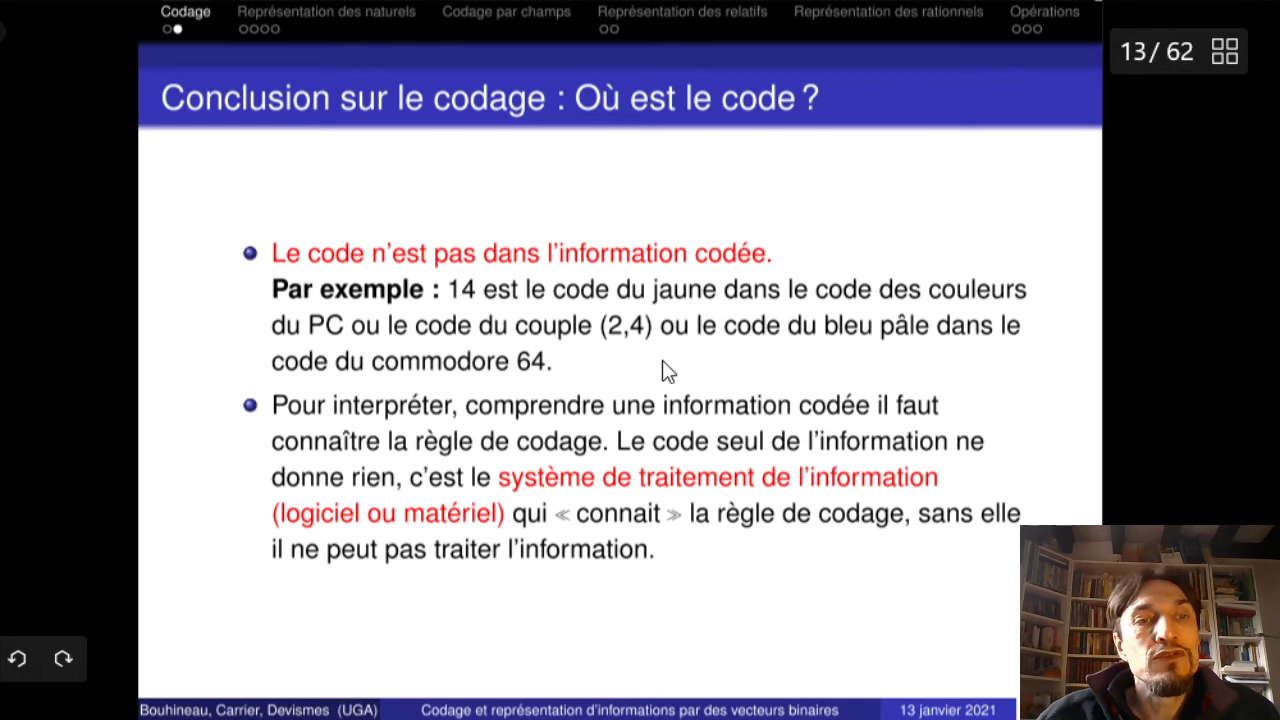 Codage
Représentation des naturels
Codage par champs
Représentation des relatifs
Représentation des rationnels
Opérations
13/ 62
Conclusion sur le codage : Où est le code ?
Le code n'est pas dans l'information codée.
Par exemple : 14 est le code du jaune dans le code des couleurs
du PC ou le code du couple (2,4) ou le code du bleu pâle dans le
code du commodore 64.
Pour interpréter, comprendre une information codée il faut
connaître la règle de codage. Le code seul de l'information ne
donne rien, c'est le système de traitement de l'information
(logiciel ou matériel) qui ≪ connait ≫ la règle de codage, sans elle
il ne peut pas traiter l'information.
Bouhineau, Carrier, Devismes (UGA)
Codage et représentation d'informations par des vecteurs binaires
13 janvier 2021